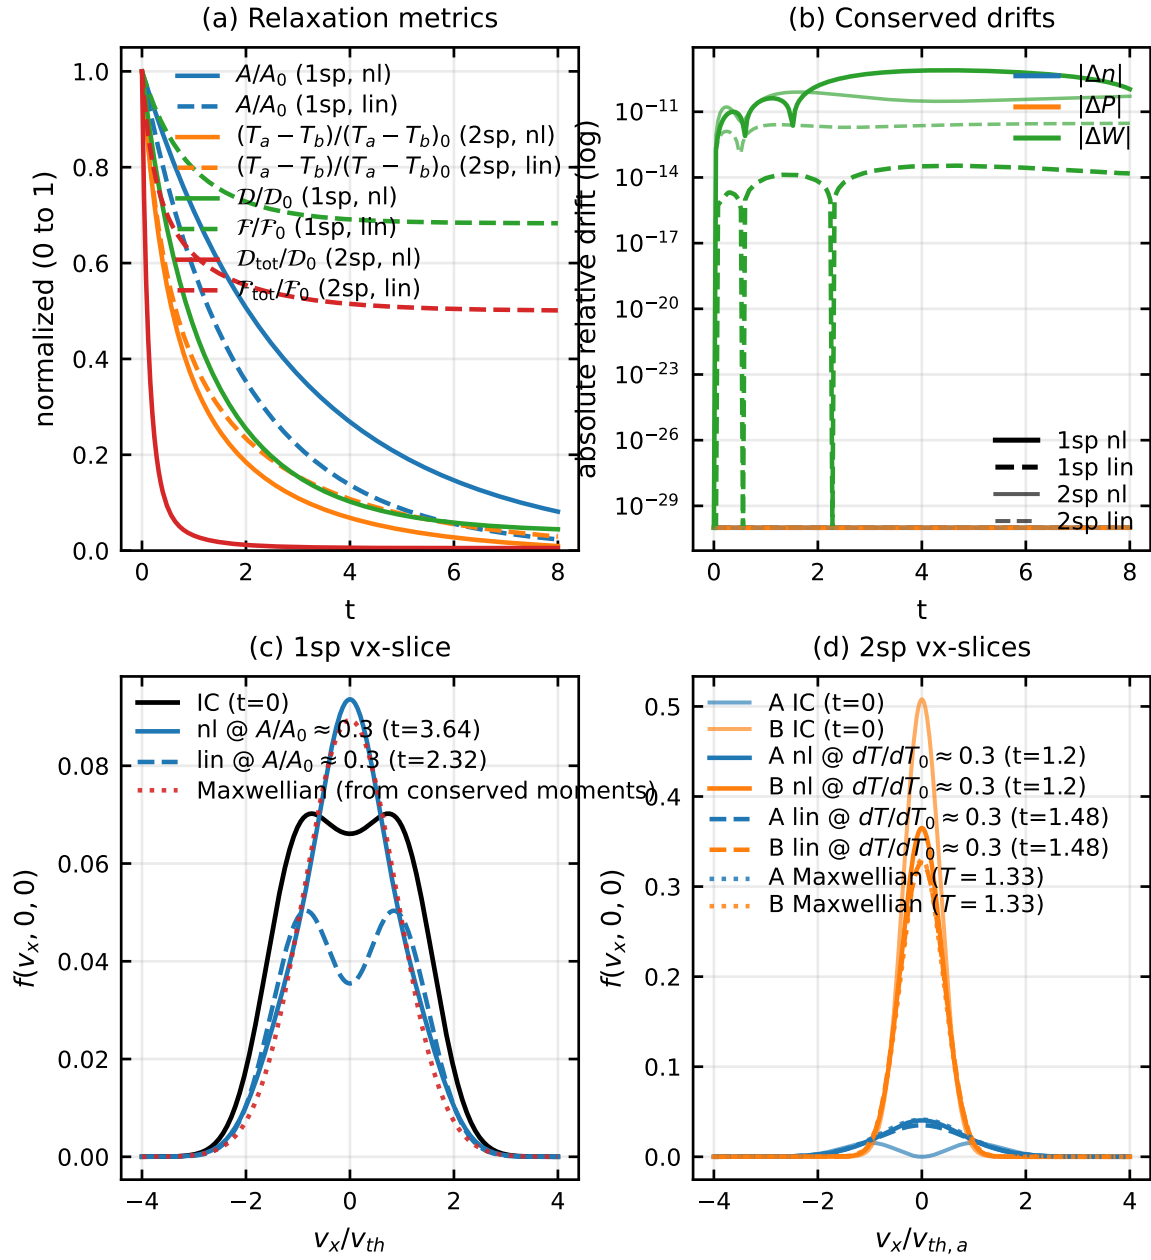 (a) Relaxation metrics
normalized (0 to 1)
1.0
0.8
0.6
0.4
0.2
0.0
A/A₀ (1sp, nl)
A/A₀ (1sp, lin)
(Tₐ − T_b)/(Tₐ − T_b)₀ (2sp, nl)
(Tₐ − T_b)/(Tₐ − T_b)₀ (2sp, lin)
𝒟/𝒟₀ (1sp, nl)
ℱ/ℱ₀ (1sp, lin)
𝒟_tot/𝒟₀ (2sp, nl)
ℱ_tot/ℱ₀ (2sp, lin)
0 2 4 6 8
t
(b) Conserved drifts
absolute relative drift (log)
10⁻¹¹
10⁻¹⁴
10⁻¹⁷
10⁻²⁰
10⁻²³
10⁻²⁶
10⁻²⁹
|Δn|
|ΔP|
|ΔW|
1sp nl
1sp lin
2sp nl
2sp lin
0 2 4 6 8
t
(c) 1sp vx-slice
f(vₓ, 0, 0)
0.08
0.06
0.04
0.02
0.00
IC (t=0)
nl @ A/A₀ ≈ 0.3 (t=3.64)
lin @ A/A₀ ≈ 0.3 (t=2.32)
Maxwellian (from conserved moments)
−4 −2 0 2 4
vₓ/v_th
(d) 2sp vx-slices
f(vₓ, 0, 0)
0.5
0.4
0.3
0.2
0.1
0.0
A IC (t=0)
B IC (t=0)
A nl @ dT/dT₀ ≈ 0.3 (t=1.2)
B nl @ dT/dT₀ ≈ 0.3 (t=1.2)
A lin @ dT/dT₀ ≈ 0.3 (t=1.48)
B lin @ dT/dT₀ ≈ 0.3 (t=1.48)
A Maxwellian (T = 1.33)
B Maxwellian (T = 1.33)
−4 −2 0 2 4
vₓ/v_th, a